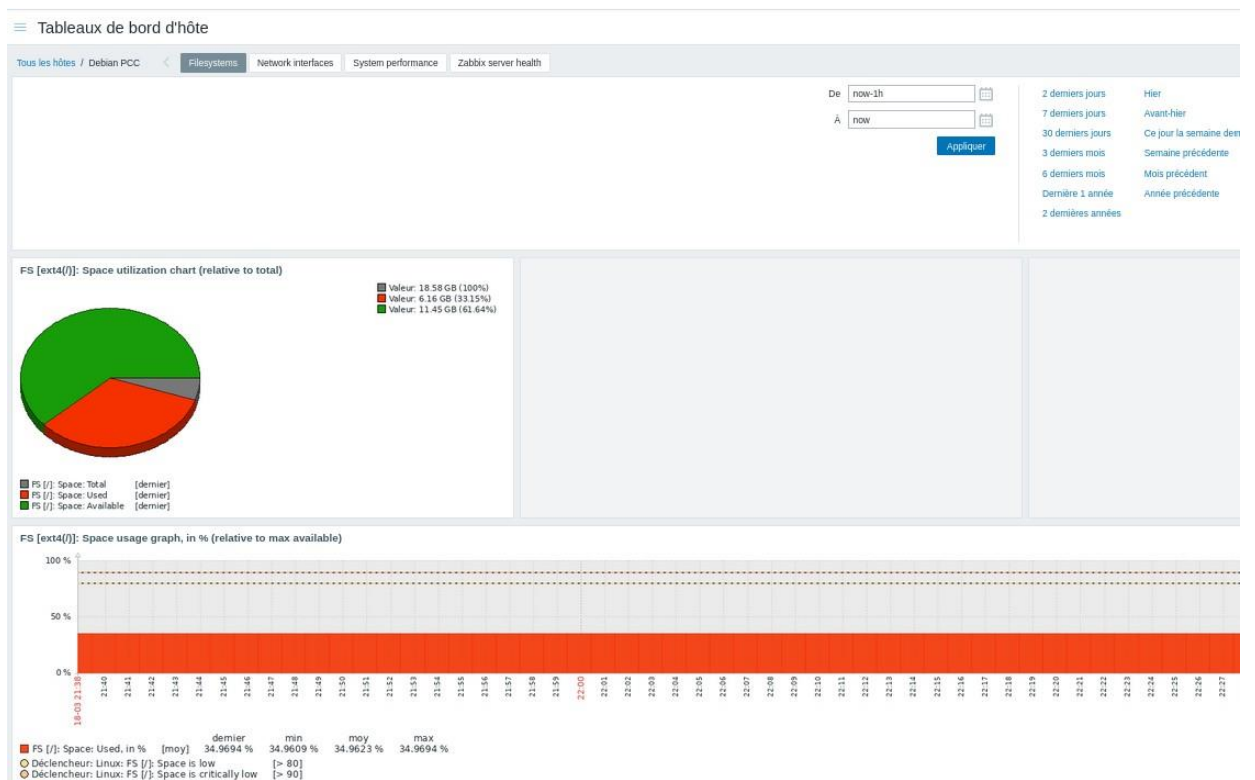 Tableaux de bord d'hôte
Tous les hôtes / Debian PCC Filesystems Network interfaces System performance Zabbix server health
De now-1h
À now
Appliquer
2 derniers jours Hier
7 derniers jours Avant-hier
30 derniers jours Ce jour la semaine dern
3 derniers mois Semaine précédente
6 derniers mois Mois précédent
Dernière 1 année Année précédente
2 dernières années
FS [ext4(/)]: Space utilization chart (relative to total)
Valeur: 18.58 GB (100%)
Valeur: 6.16 GB (33.15%)
Valeur: 11.45 GB (61.64%)
FS [/]: Space: Total [dernier]
FS [/]: Space: Used [dernier]
FS [/]: Space: Available [dernier]
FS [ext4(/)]: Space usage graph, in % (relative to max available)
100 %
50 %
0 %
18-03 21:38 21:40 21:41 21:42 21:43 21:44 21:45 21:46 21:47 21:48 21:49 21:50 21:51 21:52 21:53 21:54 21:55 21:56 21:57 21:58 21:59 22:00 22:01 22:02 22:03 22:04 22:05 22:06 22:07 22:08 22:09 22:10 22:11 22:12 22:13 22:14 22:15 22:16 22:17 22:18 22:19 22:20 22:21 22:22 22:23 22:24 22:25 22:26 22:27
dernier min moy max
FS [/]: Space: Used, in % [moy] 34.9694 % 34.9609 % 34.9623 % 34.9694 %
Déclencheur: Linux: FS [/]: Space is low [> 80]
Déclencheur: Linux: FS [/]: Space is critically low [> 90]